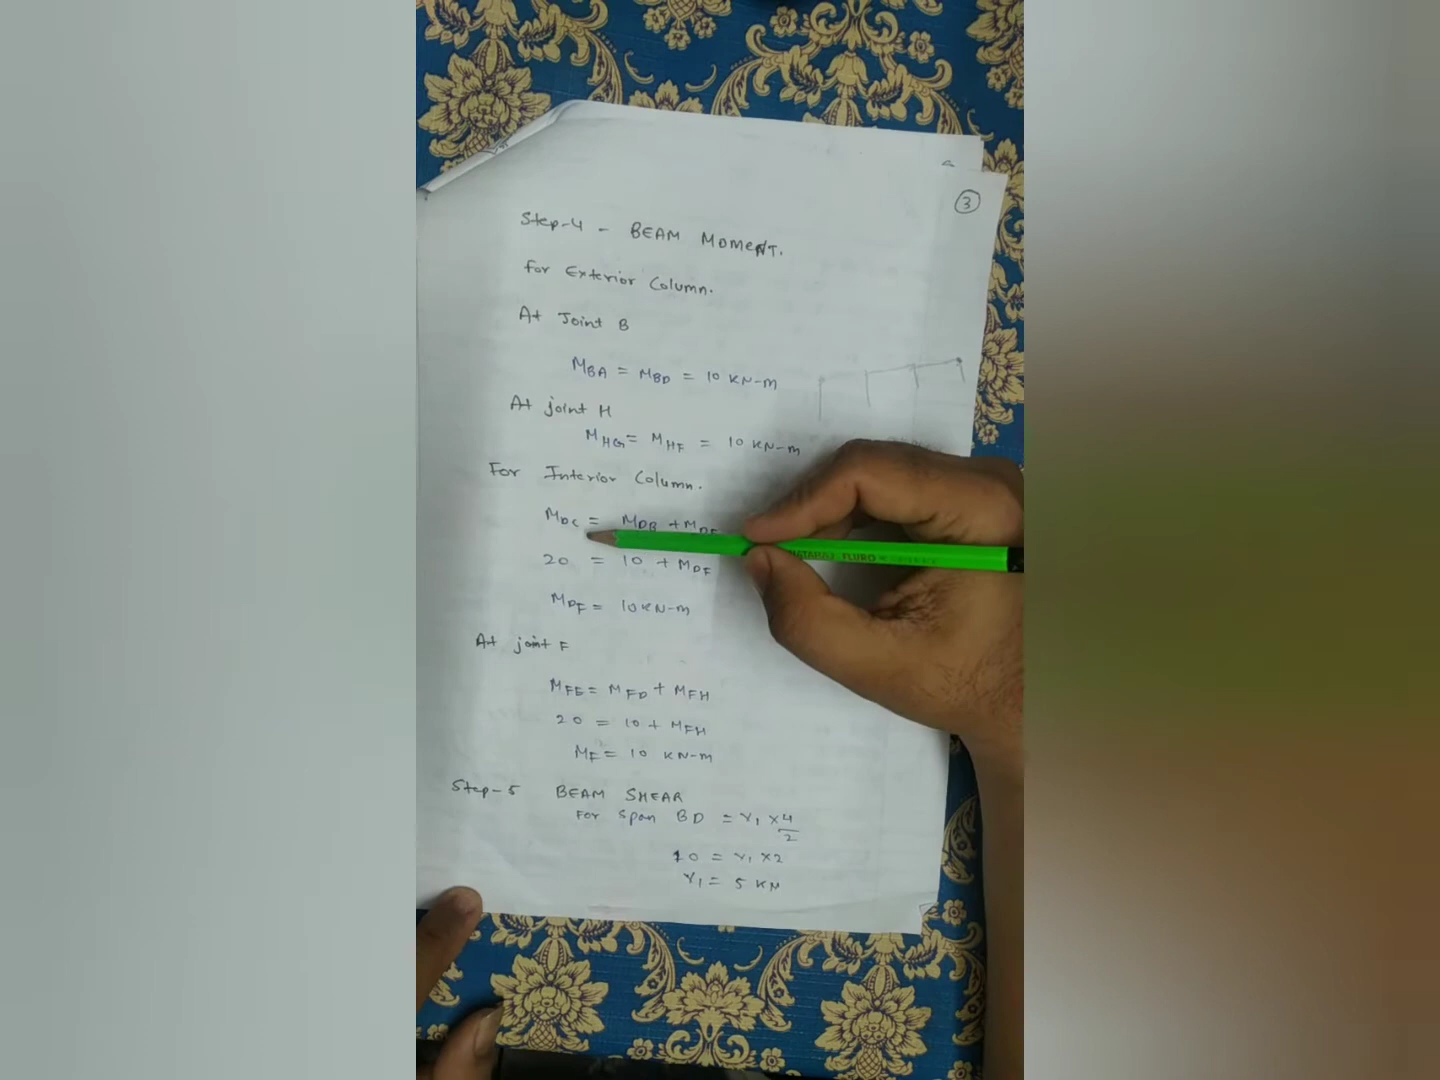 3
Step-4 - BEAM MOMENT.
For Exterior Column.
At Joint B
MBA = MBD = 10 KN-m
At joint H
MHG = MHF = 10 KN-m
For Interior Column.
MDC = MDB + MDF
20 = 10 + MDF
MDF = 10 KN-m
At joint F
MFE = MFD + MFH
20 = 10 + MFH
MF = 10 KN-m
Step-5 BEAM SHEAR
For Span BD = V1 × 4/2
10 = V1 × 2
V1 = 5 KN